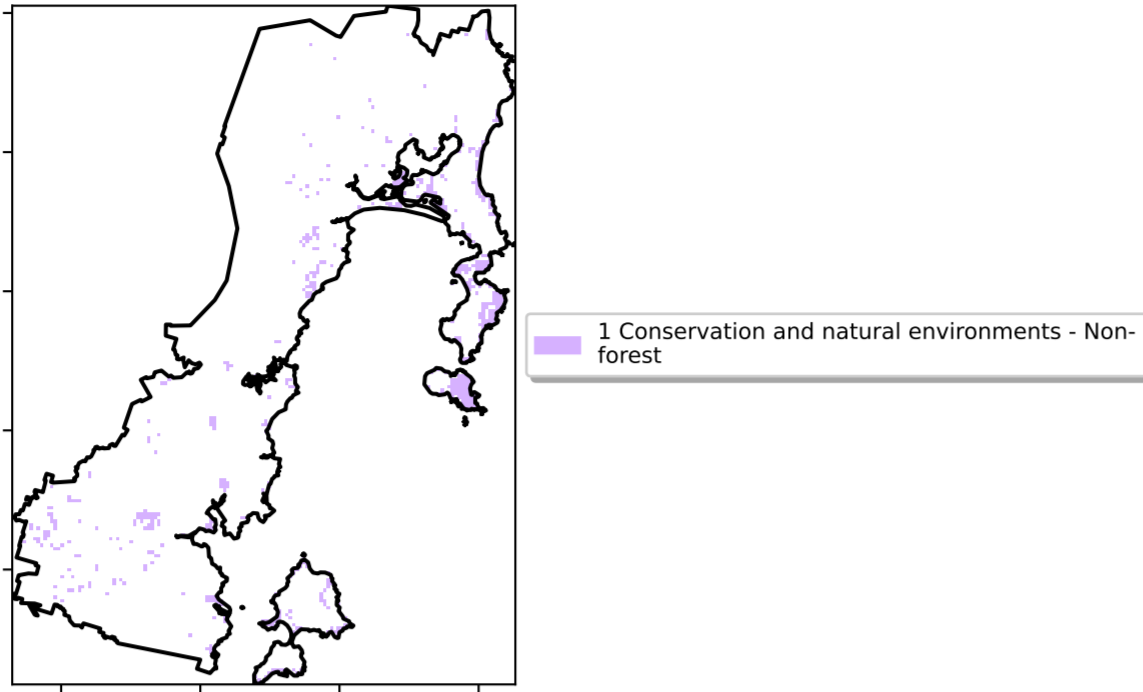 1 Conservation and natural environments - Non-
forest